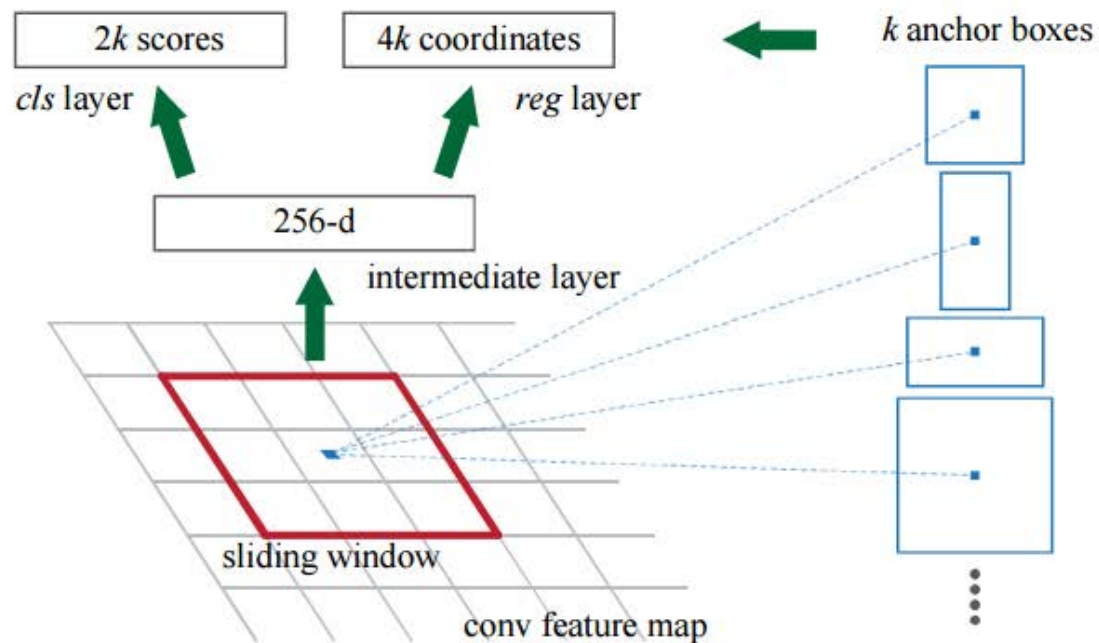 2k scores
4k coordinates
k anchor boxes
cls layer
reg layer
256-d
intermediate layer
sliding window
conv feature map